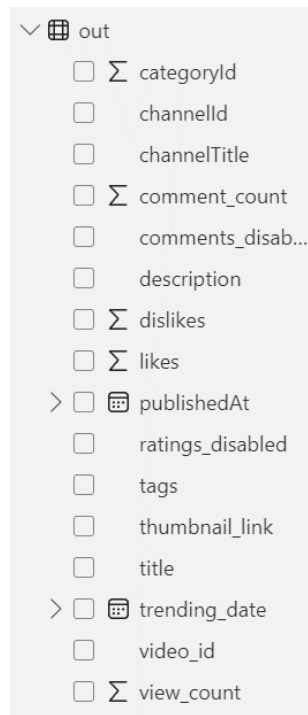 out
∑ categoryId
channelId
channelTitle
∑ comment_count
comments_disab...
description
∑ dislikes
∑ likes
publishedAt
ratings_disabled
tags
thumbnail_link
title
trending_date
video_id
∑ view_count